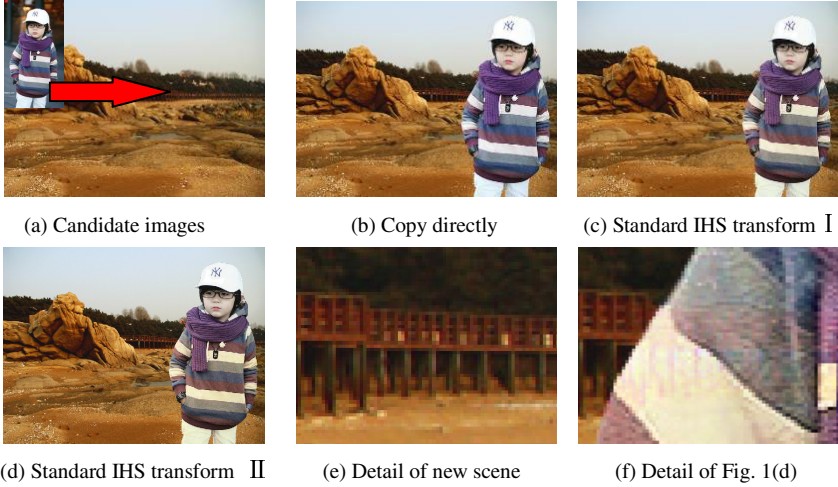 (a) Candidate images
(b) Copy directly
(c) Standard IHS transform Ⅰ
(d) Standard IHS transform Ⅱ
(e) Detail of new scene
(f) Detail of Fig. 1(d)